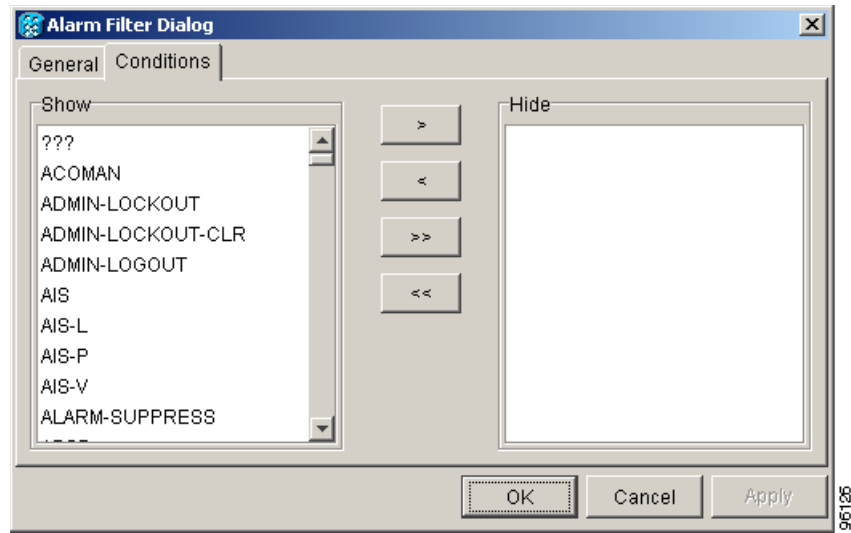 Alarm Filter Dialog
General Conditions
Show
Hide
???
ACOMAN
ADMIN-LOCKOUT
ADMIN-LOCKOUT-CLR
ADMIN-LOGOUT
AIS
AIS-L
AIS-P
AIS-V
ALARM-SUPPRESS
>
<
>>
<<
OK Cancel Apply
96126